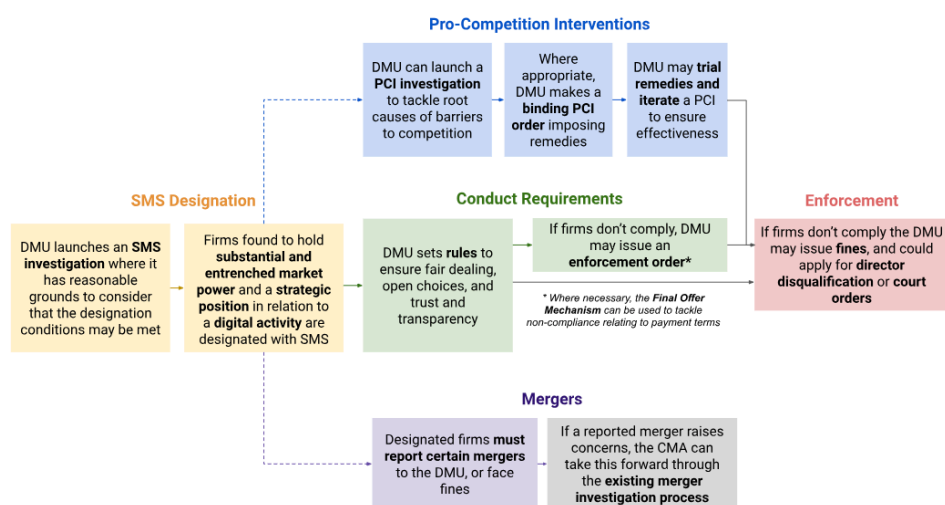 Pro-Competition Interventions
DMU can launch a
PCI investigation
to tackle root
causes of barriers
to competition
Where
appropriate,
DMU makes a
binding PCI
order imposing
remedies
DMU may trial
remedies and
iterate a PCI
to ensure
effectiveness
SMS Designation
DMU launches an SMS
investigation where it
has reasonable
grounds to consider
that the designation
conditions may be met
Firms found to hold
substantial and
entrenched market
power and a strategic
position in relation to
a digital activity are
designated with SMS
Conduct Requirements
DMU sets rules to
ensure fair dealing,
open choices, and
trust and
transparency
If firms don't comply, DMU
may issue an
enforcement order*
* Where necessary, the Final Offer
Mechanism can be used to tackle
non-compliance relating to payment terms
Enforcement
If firms don't comply the DMU
may issue fines, and could
apply for director
disqualification or court
orders
Mergers
Designated firms must
report certain mergers
to the DMU, or face
fines
If a reported merger raises
concerns, the CMA can
take this forward through
the existing merger
investigation process